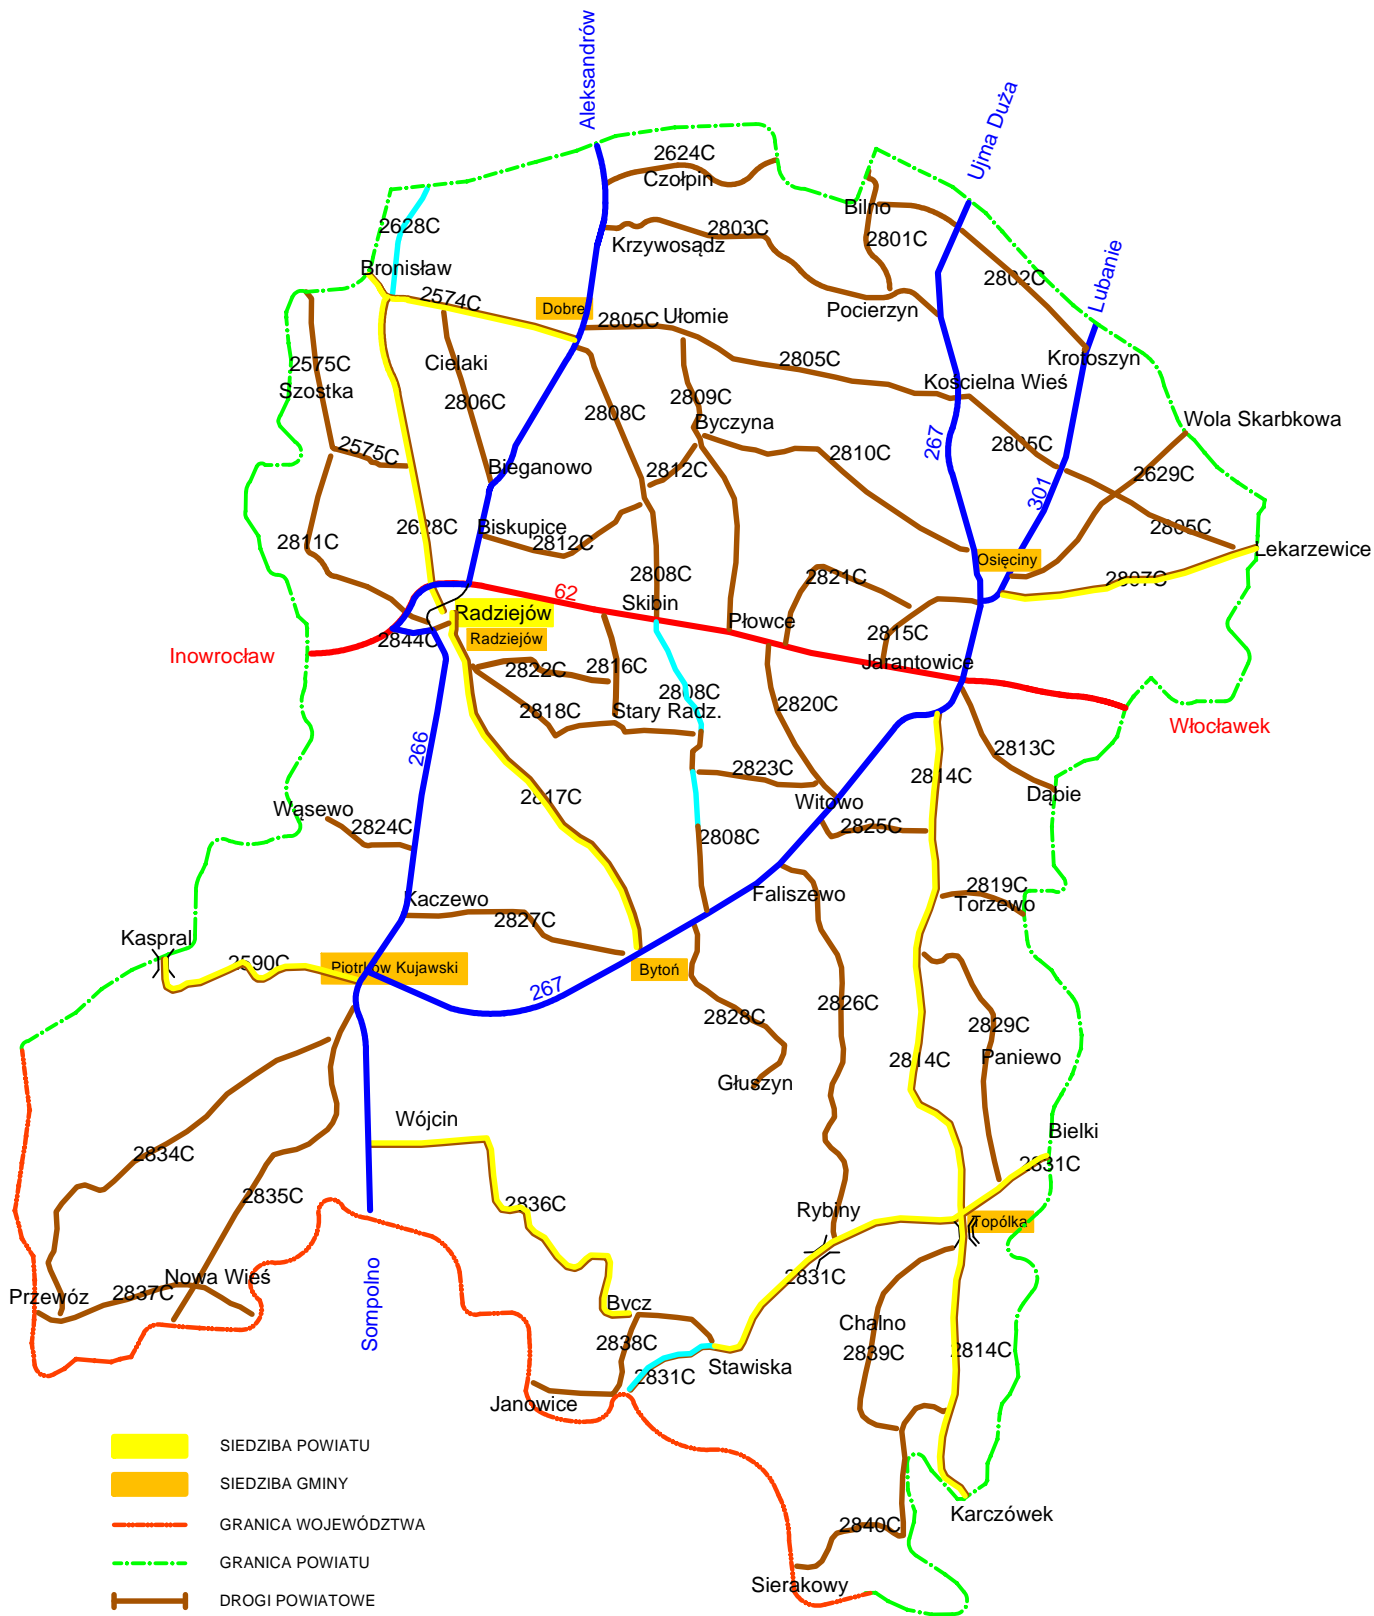 Aleksandrów
Ujma Duża
2624C
Czołpin
Bilno
2628C
2803C
Krzywosądz
2801C
Lubanie
2802C
Bronisław
2574C
Dobre
2805C
Ułomie
Pocierzyn
2575C
Szostka
Cielaki
2805C
Krotoszyn
Kościelna Wieś
2806C
2809C
2808C
Byczyna
Wola Skarbkowa
267
2575C
2810C
2805C
Bieganowo
2812C
2629C
301
2628C
Biskupice
2805C
2811C
2812C
Osięciny
Lekarzewice
2808C
2821C
2807C
62
Skibin
Radziejów
Płowce
2815C
2844C
Radziejów
Inowrocław
Jarantowice
2822C
2816C
2808C
2818C
Stary Radz.
2820C
Włocławek
266
2813C
2823C
2814C
2817C
Dąbie
Wąsewo
Witowo
2824C
2825C
2808C
2819C
Kaczewo
Faliszewo
Torzewo
2827C
Kaspral
2590C
Piotrków Kujawski
Bytoń
267
2826C
2828C
2829C
2814C
Paniewo
Głuszyn
Wójcin
Bielki
2834C
2831C
2835C
2836C
Rybiny
Topólka
Nowa Wieś
2831C
2837C
Przewóz
Bycz
Sompolno
Chalno
2838C
2839C
2814C
2831C
Stawiska
Janowice
SIEDZIBA POWIATU
SIEDZIBA GMINY
Karczówek
GRANICA WOJEWÓDZTWA
2840C
GRANICA POWIATU
Sierakowy
DROGI POWIATOWE